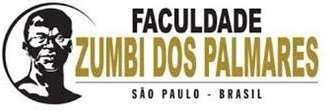 FACULDADE
ZUMBI DOS PALMARES
SÃO PAULO - BRASIL